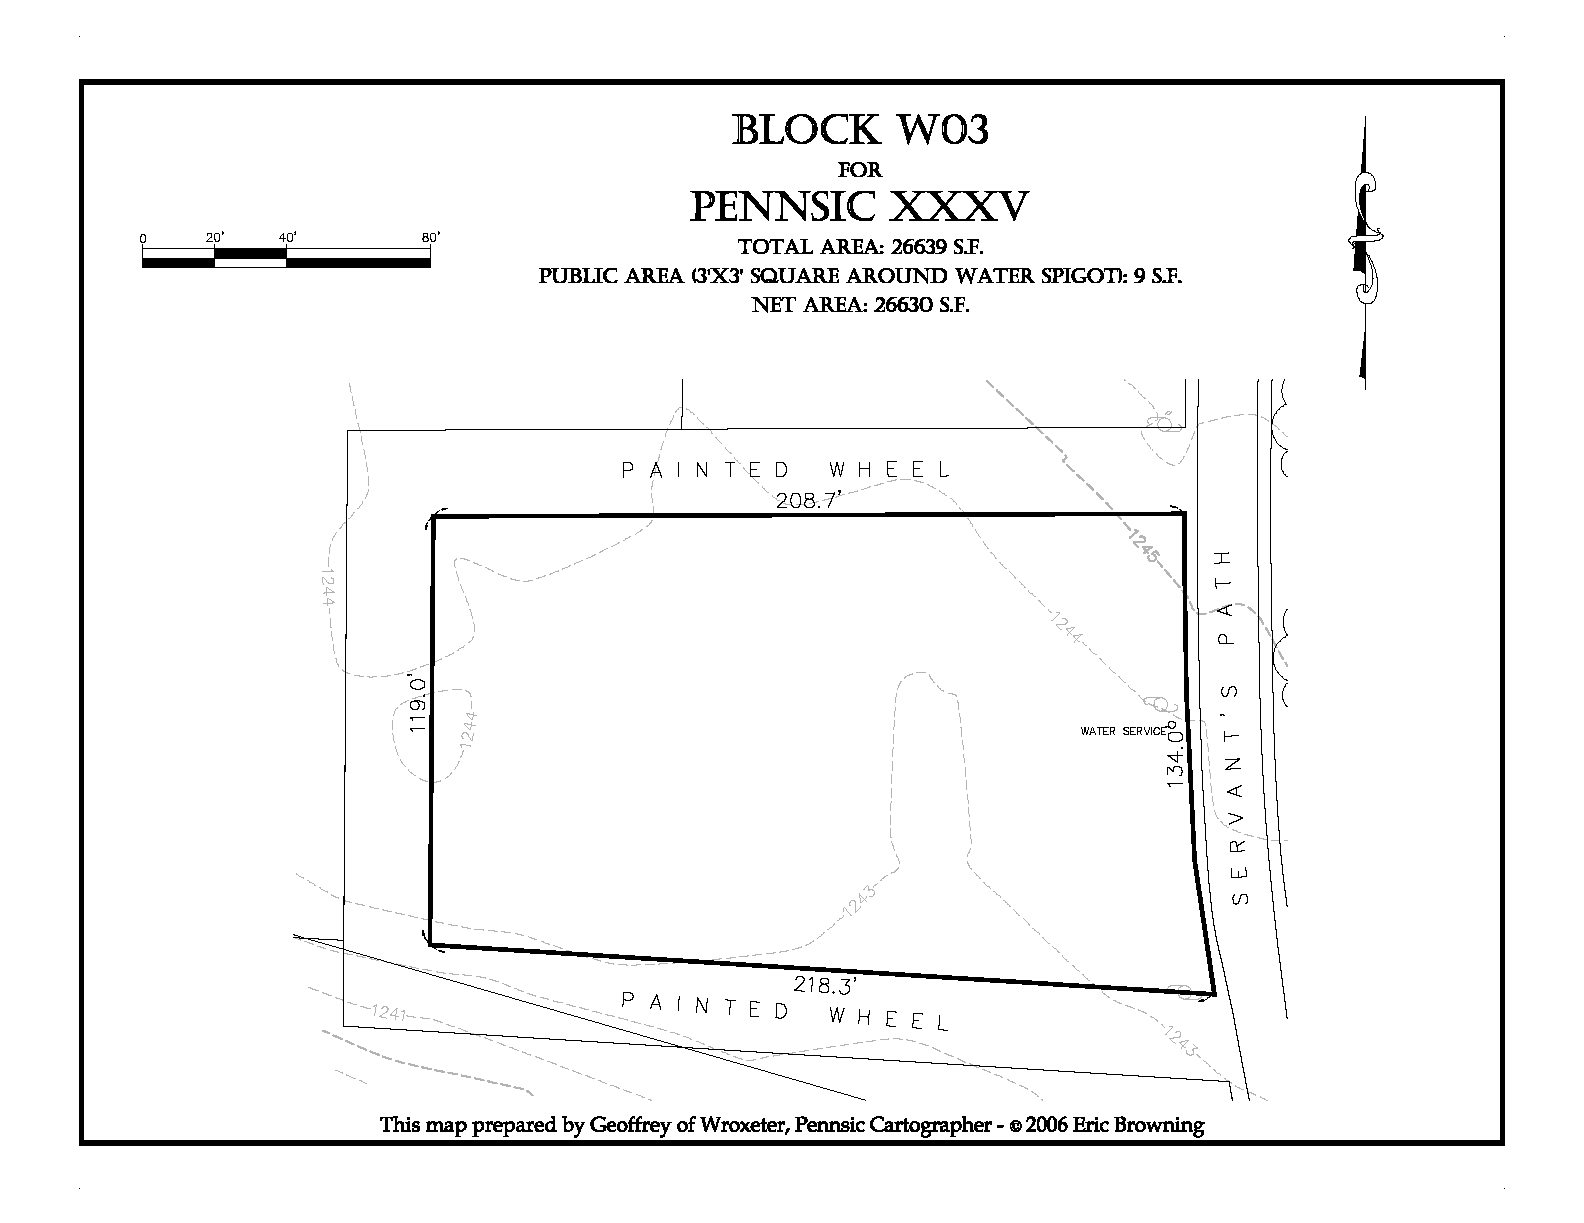 BLOCK W03
FOR
PENNSIC XXXV
TOTAL AREA: 26639 S.F.
PUBLIC AREA (3'X3' SQUARE AROUND WATER SPIGOT): 9 S.F.
NET AREA: 26630 S.F.
0 20' 40' 80'
PAINTED WHEEL
208.7'
1245
1244
1244
SERVANT'S PATH
119.0'
1244
WATER SERVICE
134.0'
1243
218.3'
PAINTED WHEEL
1241
1243
This map prepared by Geoffrey of Wroxeter, Pennsic Cartographer - © 2006 Eric Browning